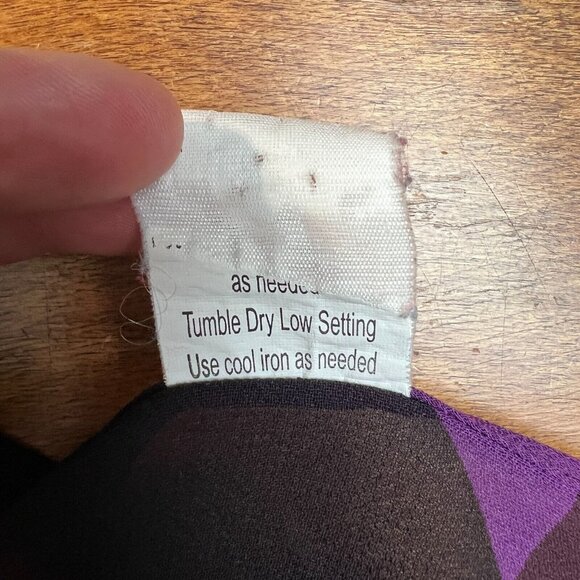 as needed
Tumble Dry Low Setting
Use cool iron as needed